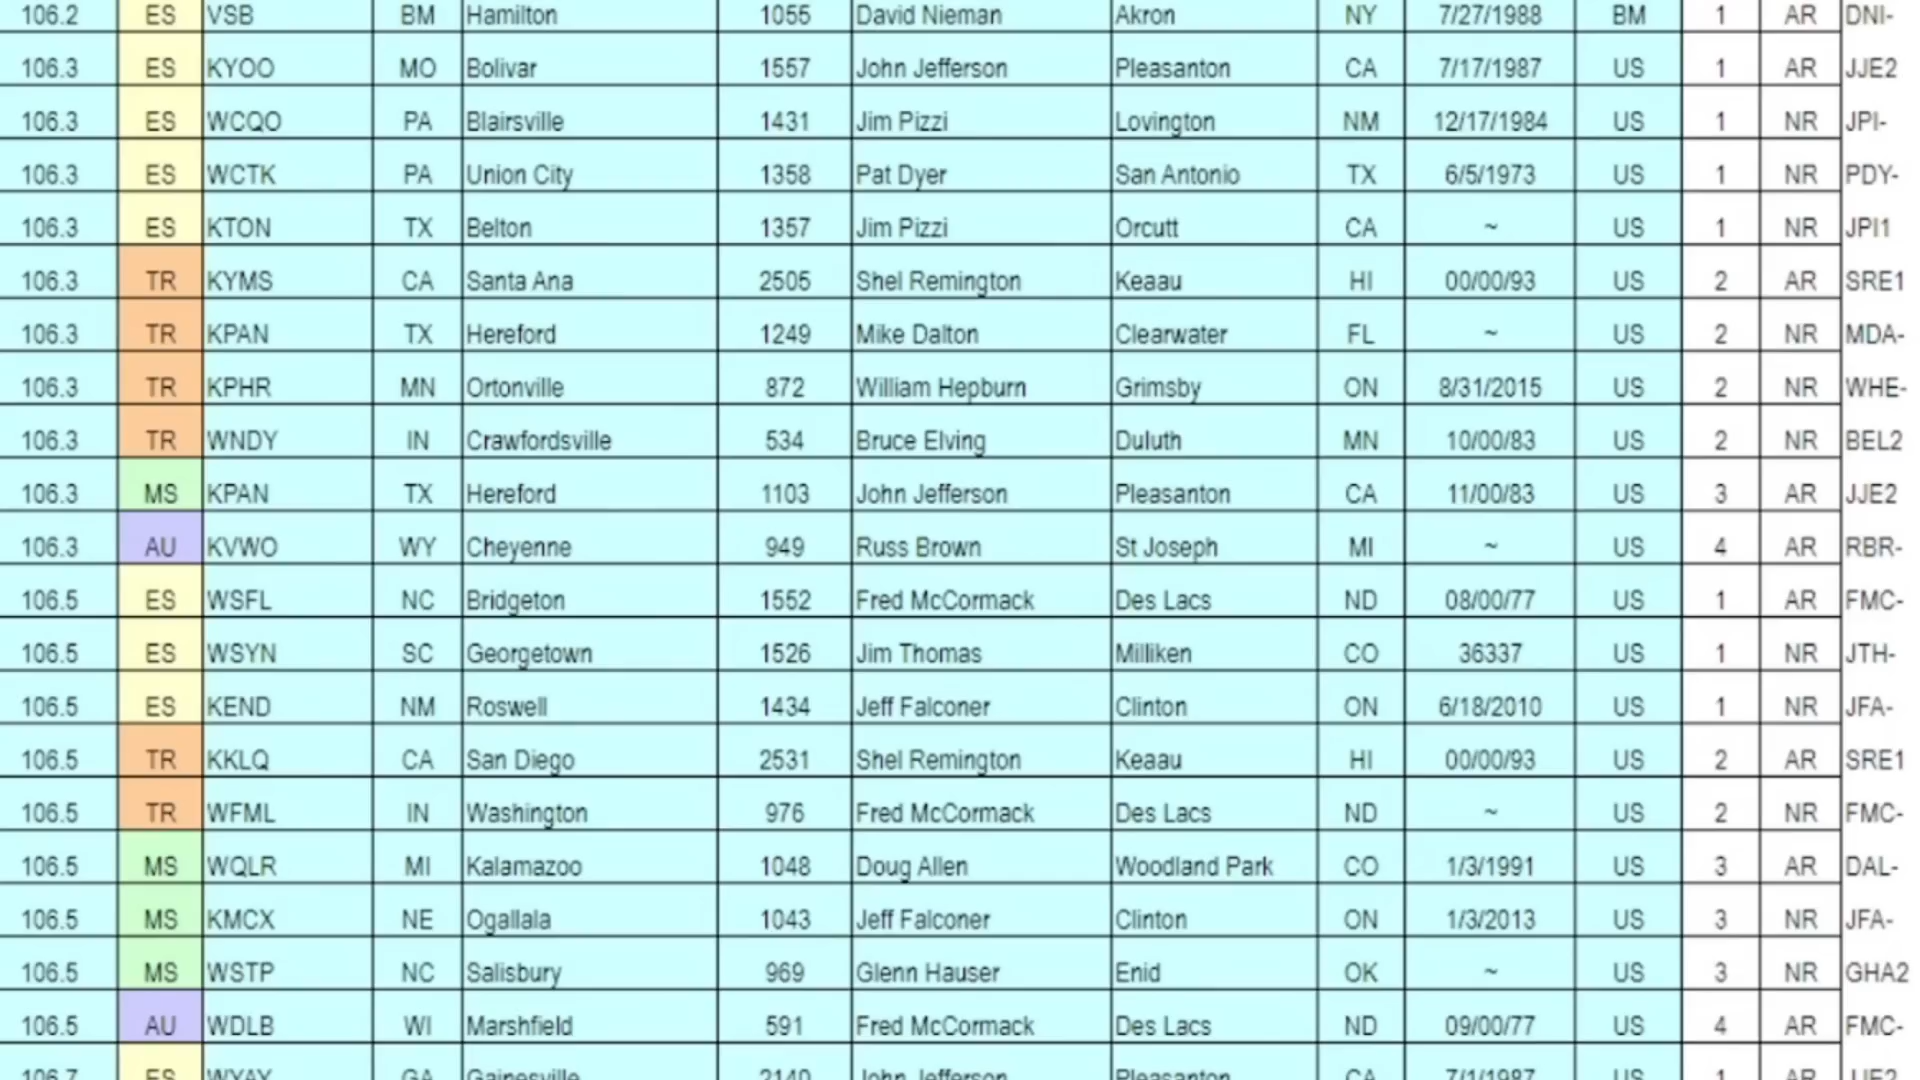 106.2 ES VSB BM Hamilton 1055 David Nieman Akron NY 7/27/1988 BM 1 AR DNI-
106.3 ES KYOO MO Bolivar 1557 John Jefferson Pleasanton CA 7/17/1987 US 1 AR JJE2
106.3 ES WCQO PA Blairsville 1431 Jim Pizzi Lovington NM 12/17/1984 US 1 NR JPI-
106.3 ES WCTK PA Union City 1358 Pat Dyer San Antonio TX 6/5/1973 US 1 NR PDY-
106.3 ES KTON TX Belton 1357 Jim Pizzi Orcutt CA ~ US 1 NR JPI1
106.3 TR KYMS CA Santa Ana 2505 Shel Remington Keaau HI 00/00/93 US 2 AR SRE1
106.3 TR KPAN TX Hereford 1249 Mike Dalton Clearwater FL ~ US 2 NR MDA-
106.3 TR KPHR MN Ortonville 872 William Hepburn Grimsby ON 8/31/2015 US 2 NR WHE-
106.3 TR WNDY IN Crawfordsville 534 Bruce Elving Duluth MN 10/00/83 US 2 NR BEL2
106.3 MS KPAN TX Hereford 1103 John Jefferson Pleasanton CA 11/00/83 US 3 AR JJE2
106.3 AU KVWO WY Cheyenne 949 Russ Brown St Joseph MI ~ US 4 AR RBR-
106.5 ES WSFL NC Bridgeton 1552 Fred McCormack Des Lacs ND 08/00/77 US 1 AR FMC-
106.5 ES WSYN SC Georgetown 1526 Jim Thomas Milliken CO 36337 US 1 NR JTH-
106.5 ES KEND NM Roswell 1434 Jeff Falconer Clinton ON 6/18/2010 US 1 NR JFA-
106.5 TR KKLQ CA San Diego 2531 Shel Remington Keaau HI 00/00/93 US 2 AR SRE1
106.5 TR WFML IN Washington 976 Fred McCormack Des Lacs ND ~ US 2 NR FMC-
106.5 MS WQLR MI Kalamazoo 1048 Doug Allen Woodland Park CO 1/3/1991 US 3 AR DAL-
106.5 MS KMCX NE Ogallala 1043 Jeff Falconer Clinton ON 1/3/2013 US 3 NR JFA-
106.5 MS WSTP NC Salisbury 969 Glenn Hauser Enid OK ~ US 3 NR GHA2
106.5 AU WDLB WI Marshfield 591 Fred McCormack Des Lacs ND 09/00/77 US 4 AR FMC-
106.7 ES WYAY GA Gainesville 2140 John Jefferson Pleasanton CA 7/1/1987 US 1 AR JJE2